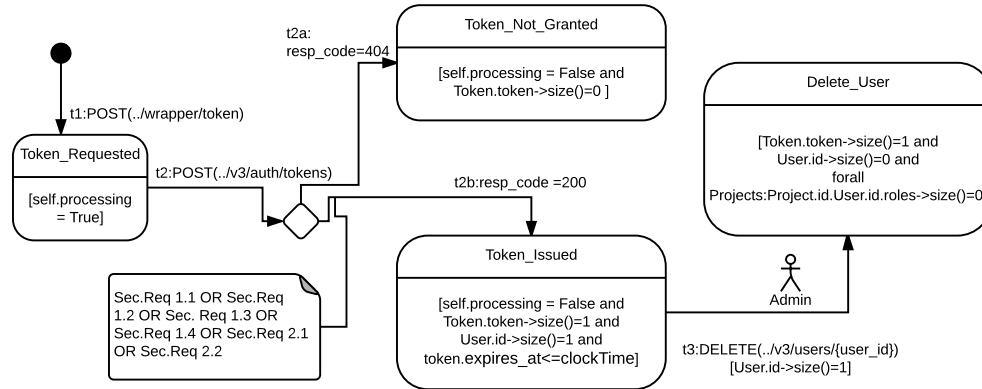 Token_Not_Granted
t2a:
resp_code=404
[self.processing = False and
Token.token->size()=0 ]
Delete_User
[Token.token->size()=1 and
User.id->size()=0 and
forall
Projects:Project.id.User.id.roles->size()=0
t1:POST(../wrapper/token)
Token_Requested
[self.processing
= True]
t2:POST(../v3/auth/tokens)
t2b:resp_code =200
Token_Issued
[self.processing = False and
Token.token->size()=1 and
User.id->size()=1 and
token.expires_at<=clockTime]
Sec.Req 1.1 OR Sec.Req
1.2 OR Sec. Req 1.3 OR
Sec.Req 1.4 OR Sec.Req 2.1
OR Sec.Req 2.2
Admin
t3:DELETE(../v3/users/{user_id})
[User.id->size()=1]